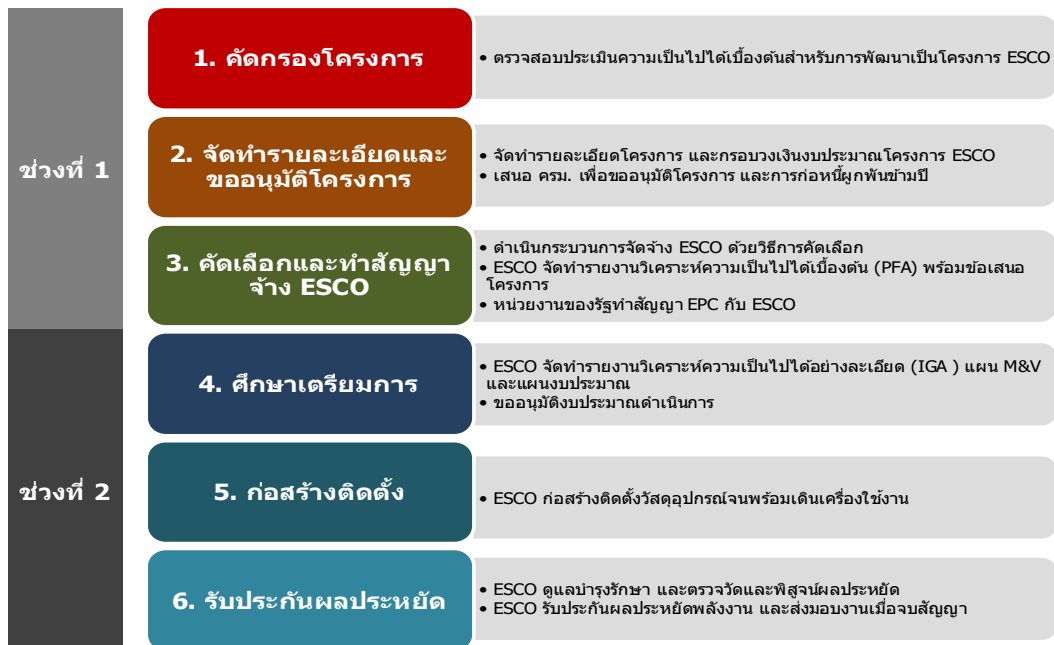 ช่วงที่ 1
1. คัดกรองโครงการ
• ตรวจสอบประเมินความเป็นไปได้เบื้องต้นสำหรับการพัฒนาเป็นโครงการ ESCO
2. จัดทำรายละเอียดและ
ขออนุมัติโครงการ
• จัดทำรายละเอียดโครงการ และกรอบวงเงินงบประมาณโครงการ ESCO
• เสนอ ครม. เพื่อขออนุมัติโครงการ และการก่อหนี้ผูกพันข้ามปี
3. คัดเลือกและทำสัญญา
จ้าง ESCO
• ดำเนินกระบวนการจัดจ้าง ESCO ด้วยวิธีการคัดเลือก
• ESCO จัดทำรายงานวิเคราะห์ความเป็นไปได้เบื้องต้น (PFA) พร้อมข้อเสนอ
โครงการ
• หน่วยงานของรัฐทำสัญญา EPC กับ ESCO
ช่วงที่ 2
4. ศึกษาเตรียมการ
• ESCO จัดทำรายงานวิเคราะห์ความเป็นไปได้อย่างละเอียด (IGA ) แผน M&V
และแผนงบประมาณ
• ขออนุมัติงบประมาณดำเนินการ
5. ก่อสร้างติดตั้ง
• ESCO ก่อสร้างติดตั้งวัสดุอุปกรณ์จนพร้อมเดินเครื่องใช้งาน
6. รับประกันผลประหยัด
• ESCO ดูแลบำรุงรักษา และตรวจวัดและพิสูจน์ผลประหยัด
• ESCO รับประกันผลประหยัดพลังงาน และส่งมอบงานเมื่อจบสัญญา